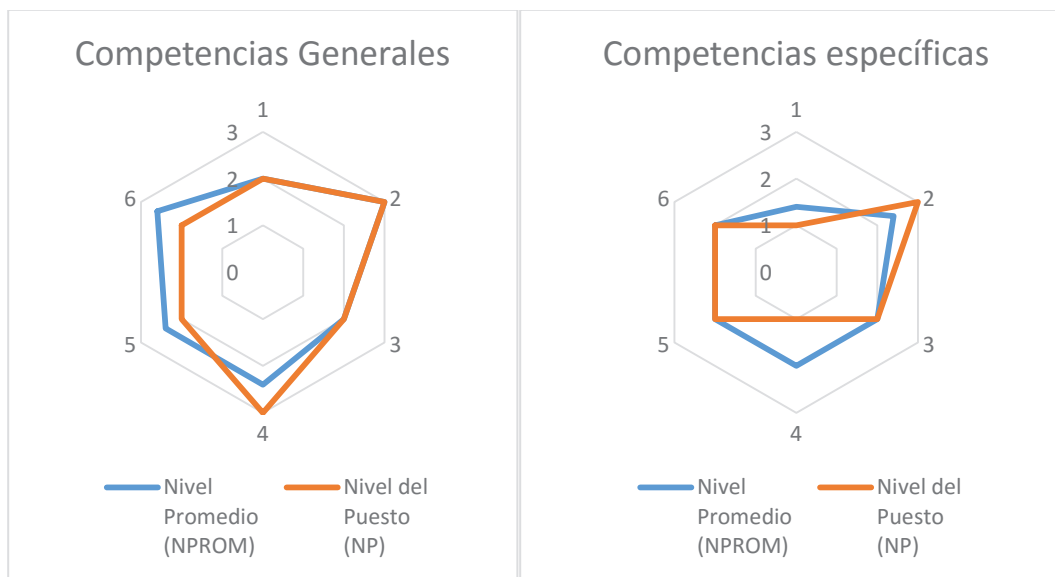 Competencias Generales
1
3
2
6
2
1
0
5
3
4
Nivel
Promedio
(NPROM)
Nivel del
Puesto
(NP)
Competencias específicas
1
3
2
6
2
1
0
5
3
4
Nivel
Promedio
(NPROM)
Nivel del
Puesto
(NP)